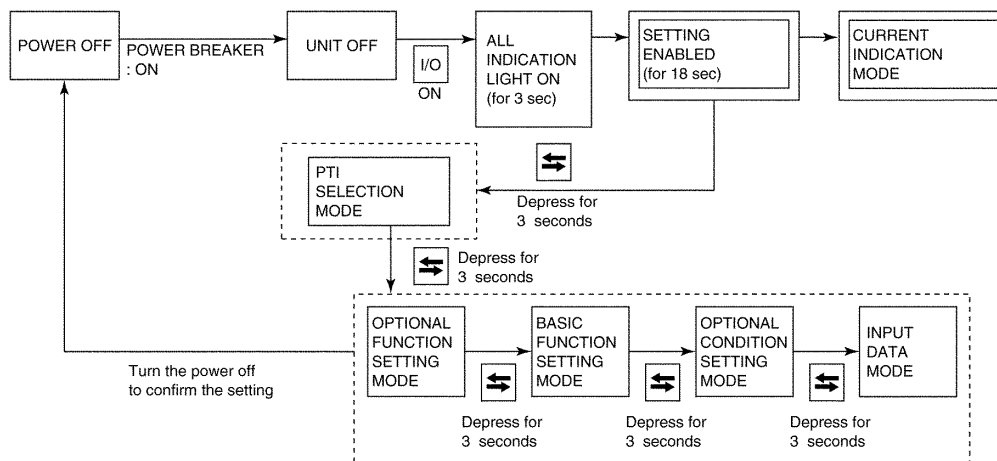 POWER OFF
POWER BREAKER
: ON
UNIT OFF
I/O
ON
ALL
INDICATION
LIGHT ON
(for 3 sec)
SETTING
ENABLED
(for 18 sec)
CURRENT
INDICATION
MODE
PTI
SELECTION
MODE
Depress for
3 seconds
Depress for
3 seconds
OPTIONAL
FUNCTION
SETTING
MODE
BASIC
FUNCTION
SETTING
MODE
OPTIONAL
CONDITION
SETTING
MODE
INPUT
DATA
MODE
Turn the power off
to confirm the setting
Depress for
3 seconds
Depress for
3 seconds
Depress for
3 seconds